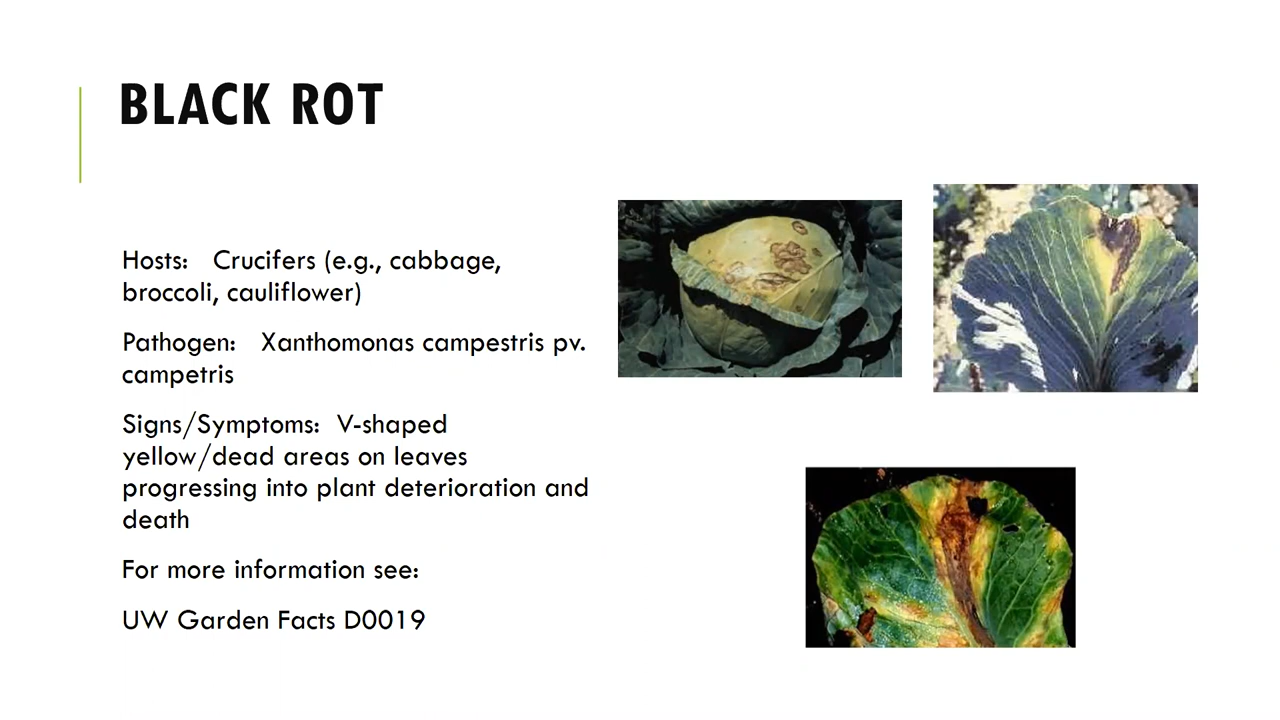 BLACK ROT
Hosts: Crucifers (e.g., cabbage,
broccoli, cauliflower)
Pathogen: Xanthomonas campestris pv.
campetris
Signs/Symptoms: V-shaped
yellow/dead areas on leaves
progressing into plant deterioration and
death
For more information see:
UW Garden Facts D0019